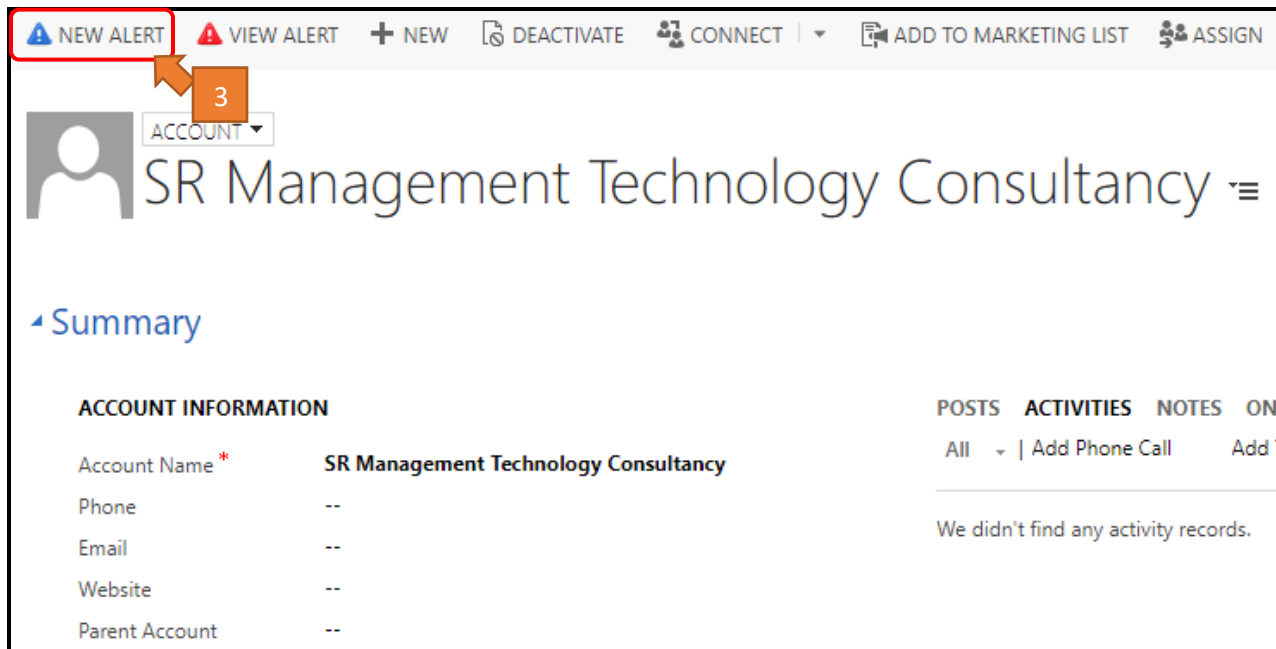 NEW ALERT VIEW ALERT NEW DEACTIVATE CONNECT ADD TO MARKETING LIST ASSIGN
3
ACCOUNT
SR Management Technology Consultancy
Summary
ACCOUNT INFORMATION
Account Name * SR Management Technology Consultancy
Phone --
Email --
Website --
Parent Account --
POSTS ACTIVITIES NOTES ON
All | Add Phone Call Add
We didn't find any activity records.